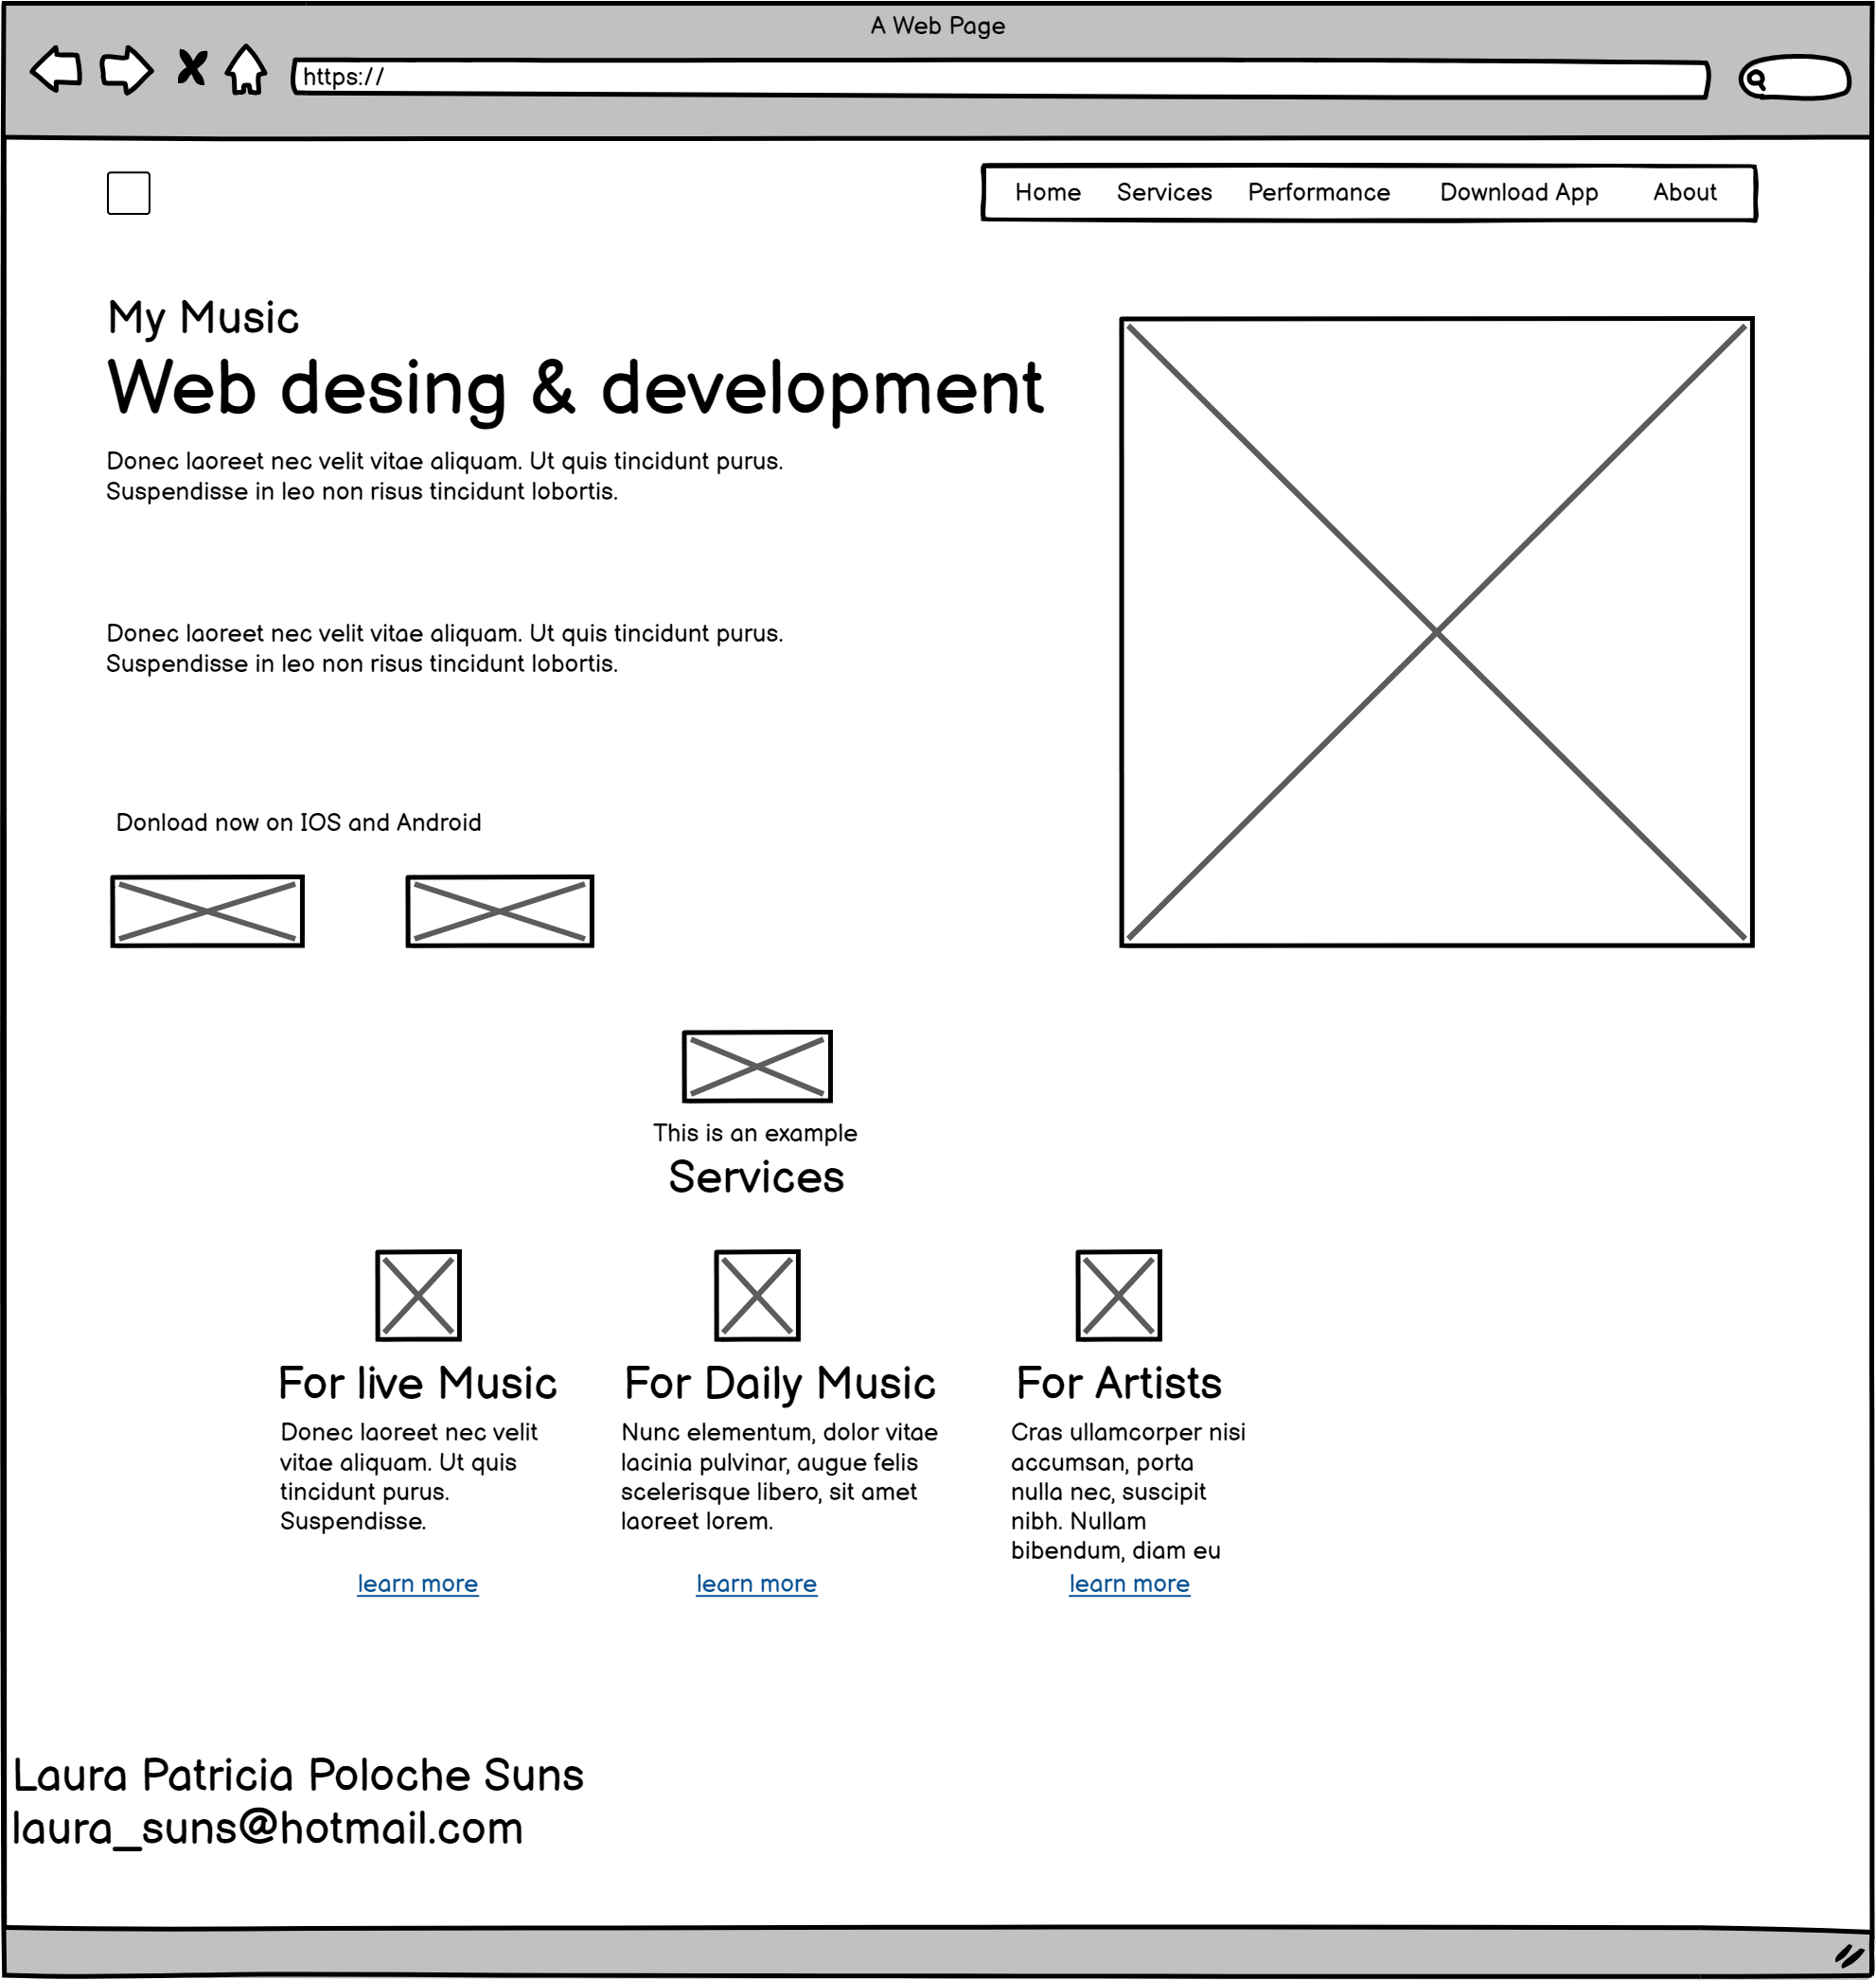 A Web Page
https://
Home Services Performance Download App About
My Music
Web desing & development
Donec laoreet nec velit vitae aliquam. Ut quis tincidunt purus.
Suspendisse in leo non risus tincidunt lobortis.
Donec laoreet nec velit vitae aliquam. Ut quis tincidunt purus.
Suspendisse in leo non risus tincidunt lobortis.
Donload now on IOS and Android
This is an example
Services
For live Music
Donec laoreet nec velit
vitae aliquam. Ut quis
tincidunt purus.
Suspendisse.
learn more
For Daily Music
Nunc elementum, dolor vitae
lacinia pulvinar, augue felis
scelerisque libero, sit amet
laoreet lorem.
learn more
For Artists
Cras ullamcorper nisi
accumsan, porta
nulla nec, suscipit
nibh. Nullam
bibendum, diam eu
learn more
Laura Patricia Poloche Suns
laura_suns@hotmail.com